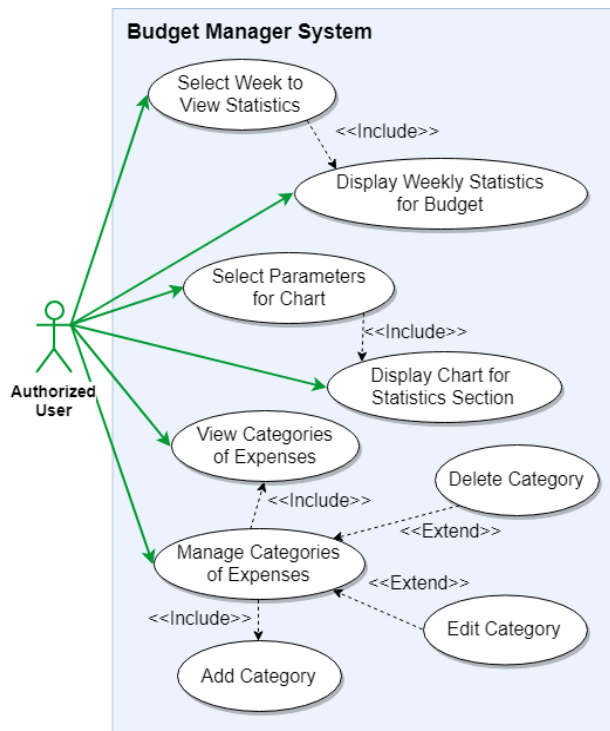 Budget Manager System
Select Week to
View Statistics
<<Include>>
Display Weekly Statistics
for Budget
Select Parameters
for Chart
<<Include>>
Authorized
User
Display Chart for
Statistics Section
View Categories
of Expenses
Delete Category
<<Include>>
<<Extend>>
Manage Categories
of Expenses
<<Extend>>
<<Include>>
Edit Category
Add Category